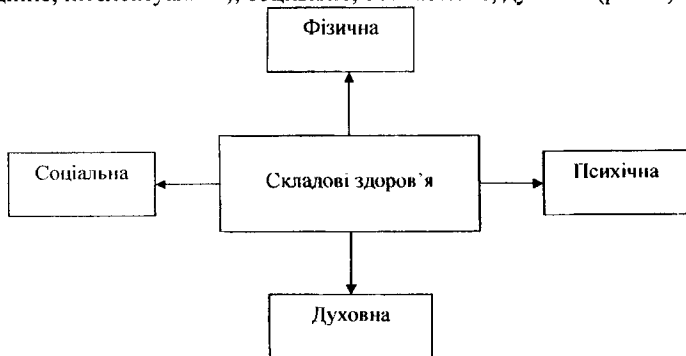 Фізична
Соціальна
Складові здоров’я
Психічна
Духовна